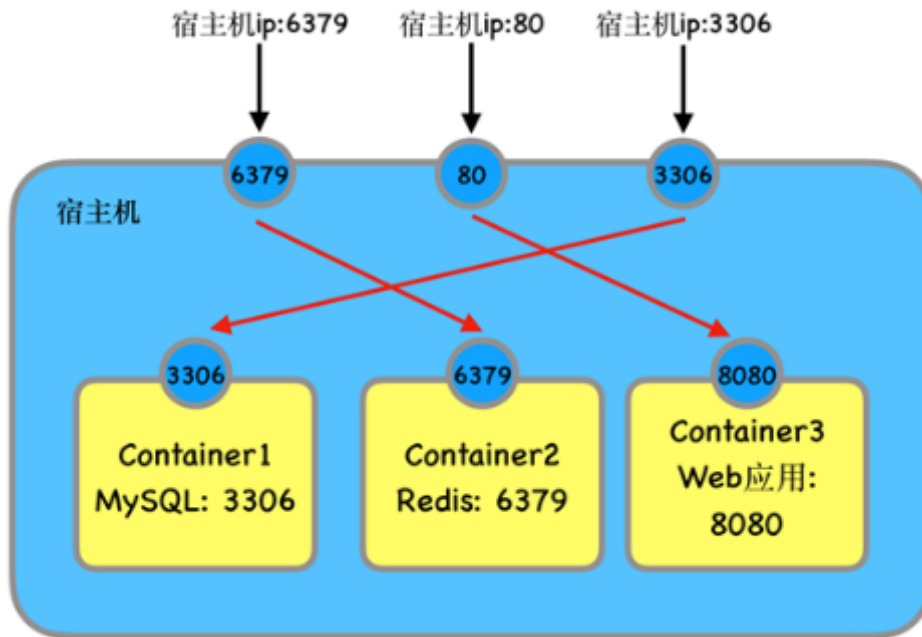 宿主机ip:6379
宿主机ip:80
宿主机ip:3306
6379
80
3306
宿主机
3306
6379
8080
Container1
MySQL: 3306
Container2
Redis: 6379
Container3
Web应用:
8080